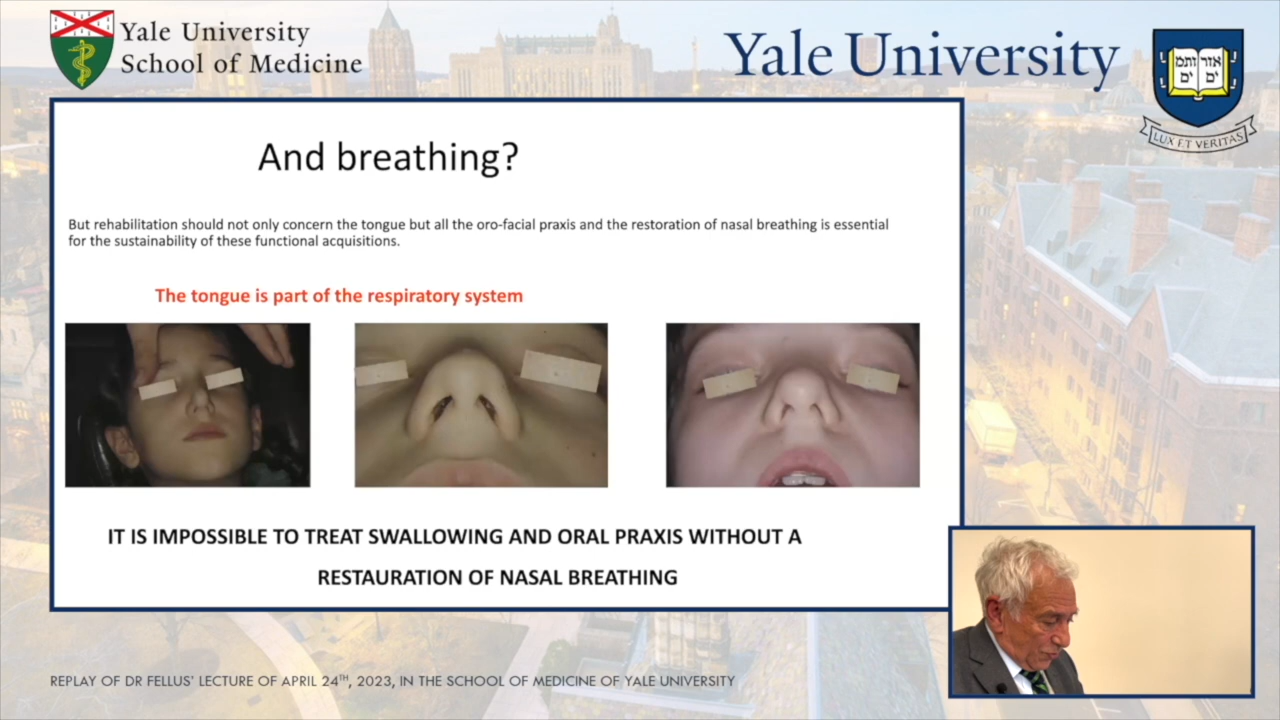 Yale University
School of Medicine
Yale University
אור ותמ
ים ים
LUX ET VERITAS
And breathing?
But rehabilitation should not only concern the tongue but all the oro-facial praxis and the restoration of nasal breathing is essential
for the sustainability of these functional acquisitions.
The tongue is part of the respiratory system
IT IS IMPOSSIBLE TO TREAT SWALLOWING AND ORAL PRAXIS WITHOUT A
RESTAURATION OF NASAL BREATHING
REPLAY OF DR FELLUS' LECTURE OF APRIL 24TH, 2023, IN THE SCHOOL OF MEDICINE OF YALE UNIVERSITY